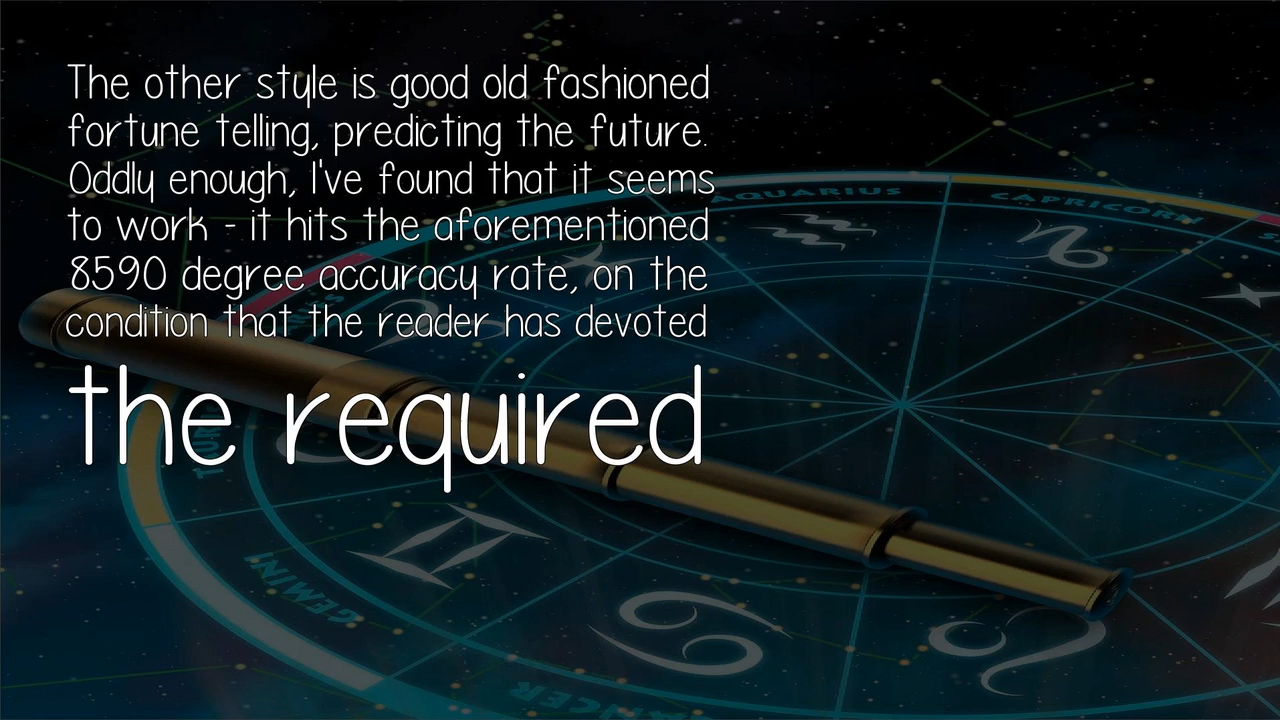 The other style is good old fashioned
fortune telling, predicting the future.
Oddly enough, I've found that it seems
to work - it hits the aforementioned
8590 degree accuracy rate, on the
condition that the reader has devoted
the required
AQUARIUS
CAPRICORN
GEMINI